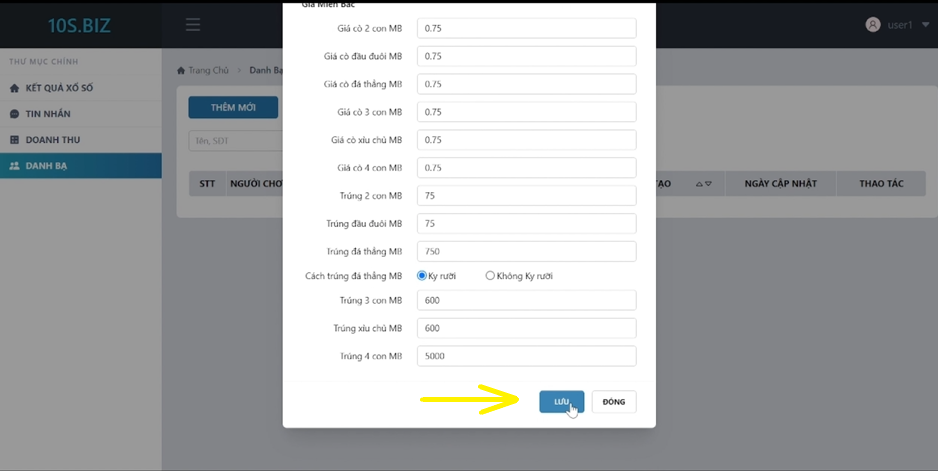 Giá Miền Bắc
10S.BIZ
user1
THƯ MỤC CHÍNH
KẾT QUẢ XỔ SỐ
TIN NHẮN
DOANH THU
DANH BẠ
Trang Chủ
Danh Bạ
THÊM MỚI
Tên, SDT
STT
NGƯỜI CHƠ
TẠO
NGÀY CẬP NHẬT
THAO TÁC
Giá cò 2 con MB 0.75
Giá cò đầu đuôi MB 0.75
Giá cò đá thẳng MB 0.75
Giá cò 3 con MB 0.75
Giá cò xíu chủ MB 0.75
Giá cò 4 con MB 0.75
Trúng 2 con MB 75
Trúng đầu đuôi MB 75
Trúng đá thẳng MB 750
Cách trúng đá thẳng MB Ky rưỡi Không Ky rưỡi
Trúng 3 con MB 600
Trúng xíu chủ MB 600
Trúng 4 con MB 5000
LƯU
ĐÓNG